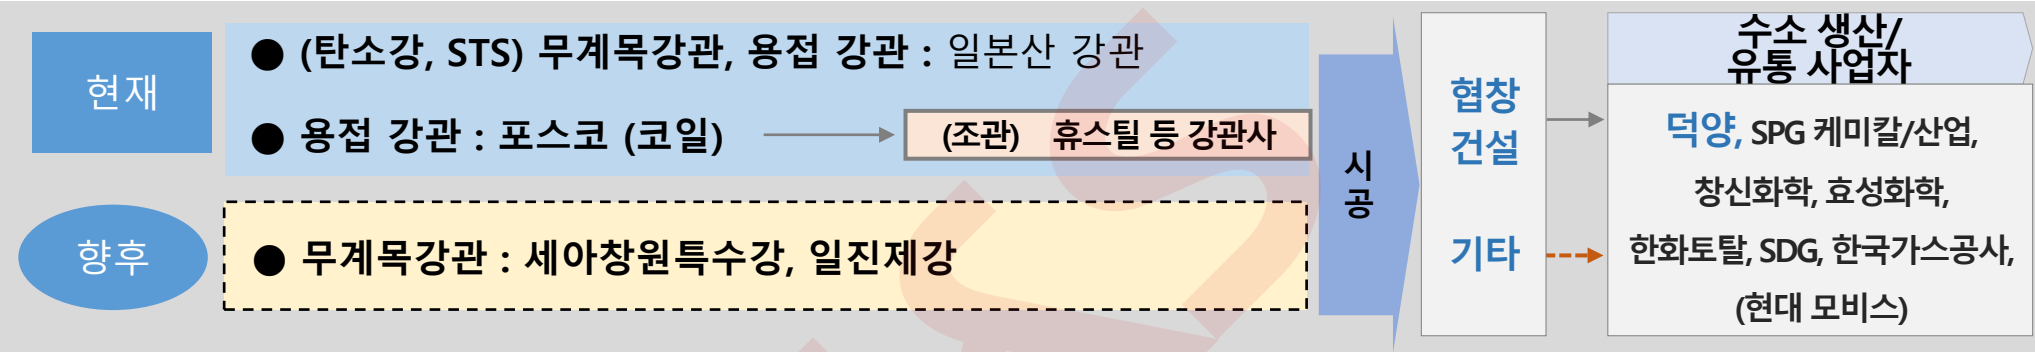 현재
● (탄소강, STS) 무계목강관, 용접 강관 : 일본산 강관
● 용접 강관 : 포스코 (코일)
(조관) 휴스틸 등 강관사
향후
● 무계목강관 : 세아창원특수강, 일진제강
시
공
협창
건설
기타
수소 생산/
유통 사업자
덕양, SPG 케미칼/산업,
창신화학, 효성화학,
한화토탈, SDG, 한국가스공사,
(현대 모비스)